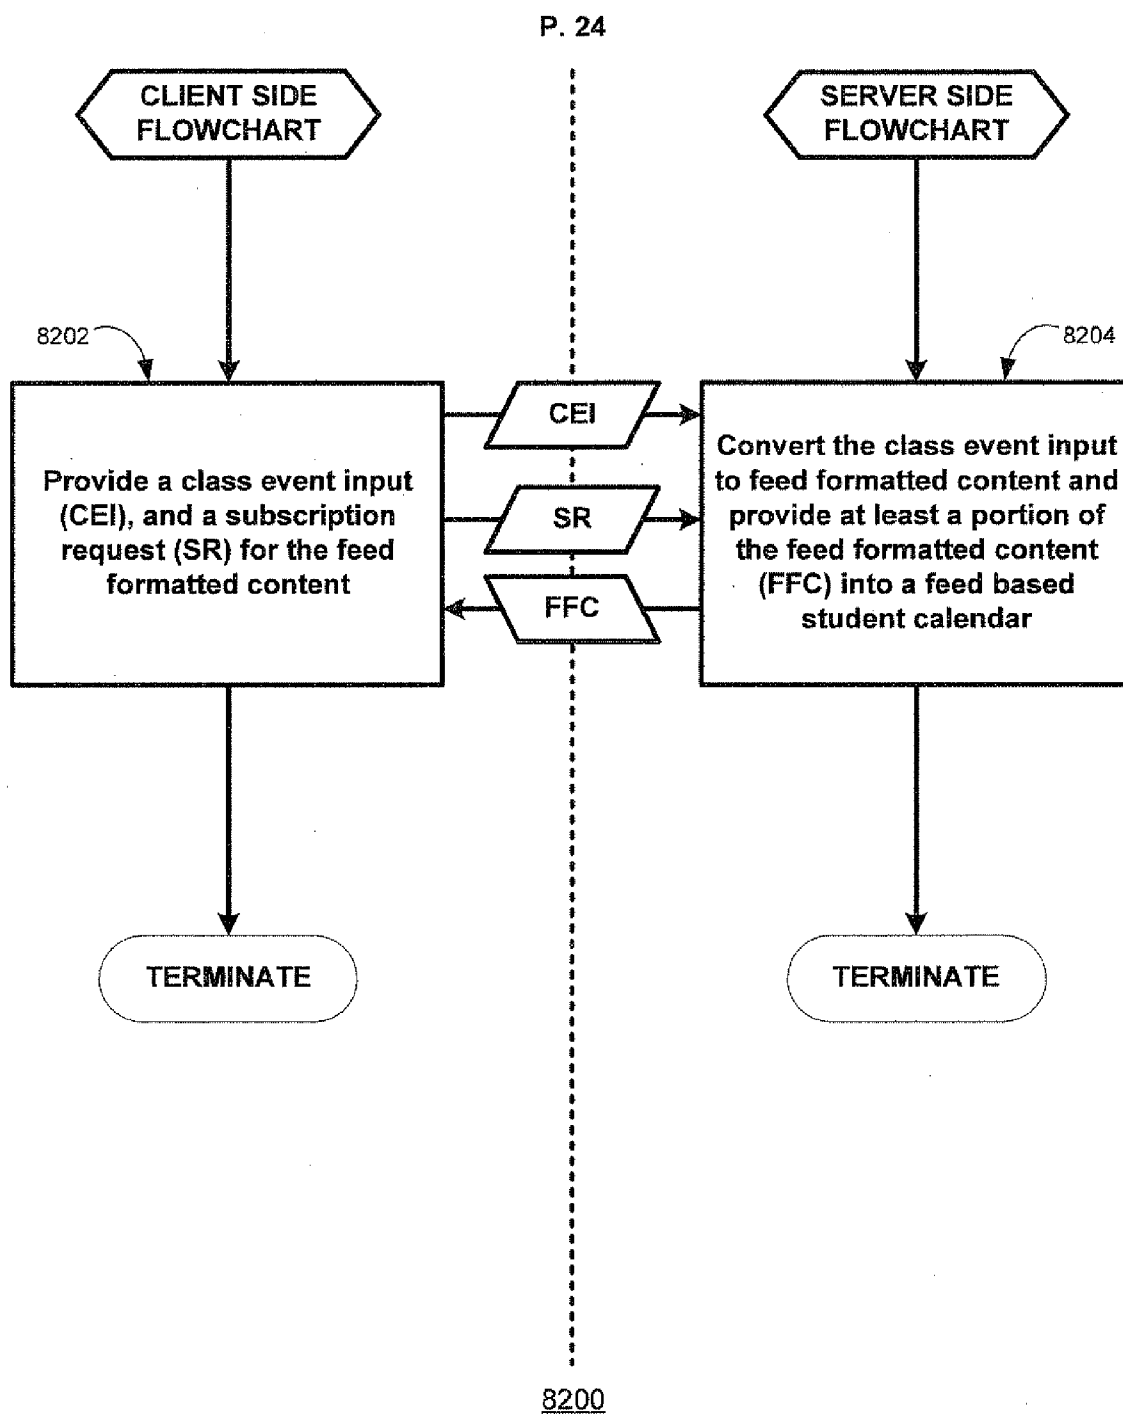 P. 24
CLIENT SIDE
FLOWCHART
SERVER SIDE
FLOWCHART
8202
8204
Provide a class event input
(CEI), and a subscription
request (SR) for the feed
formatted content
CEI
SR
FFC
Convert the class event input
to feed formatted content and
provide at least a portion of
the feed formatted content
(FFC) into a feed based
student calendar
TERMINATE
TERMINATE
8200